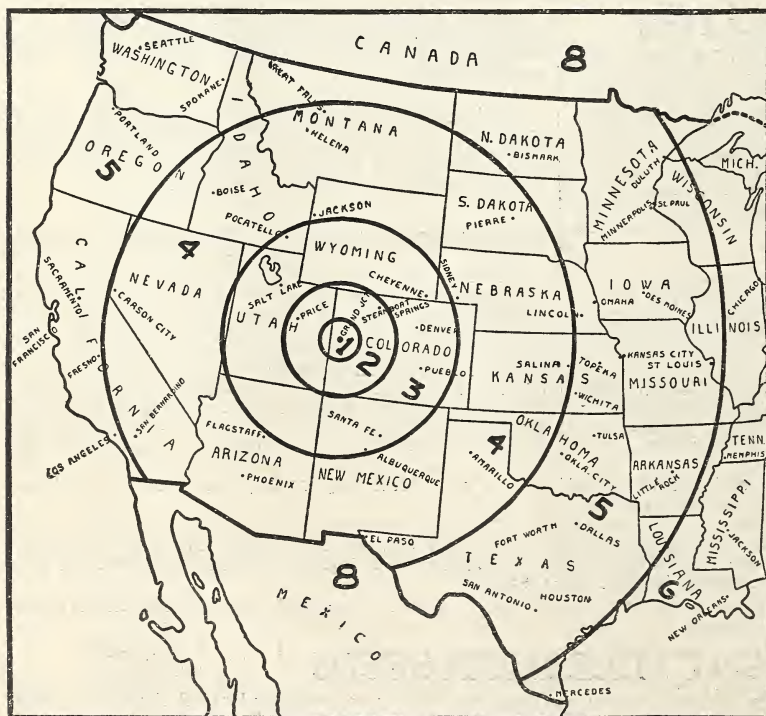 CANADA
8
SEATTLE
WASHINGTON
SPOKANE
GREAT FALLS
MONTANA
HELENA
N. DAKOTA
BISMARK
MINNESOTA
DULUTH
MICH.
WISCONSIN
PORTLAND
OREGON
5
IDAHO
BOISE
POCATELLO
JACKSON
S. DAKOTA
PIERRE
MINNEAPOLIS
ST. PAUL
4
WYOMING
CHEYENNE
SIDNEY
NEBRASKA
LINCOLN
IOWA
OMAHA
DES MOINES
CHICAGO
ILLINOIS
CALIFORNIA
SACRAMENTO
SAN FRANCISCO
FRESNO
NEVADA
CARSON CITY
SALT LAKE
UTAH
PRICE
GRAND JC.
STEAMBOAT SPRINGS
1
2
DENVER
COLORADO
PUEBLO
3
SALINA
TOPEKA
KANSAS
WICHITA
KANSAS CITY
ST LOUIS
MISSOURI
SAN BERNARDINO
LOS ANGELES
FLAGSTAFF
ARIZONA
PHOENIX
SANTA FE
ALBUQUERQUE
NEW MEXICO
4
AMARILLO
OKLAHOMA
TULSA
OKLA. CITY
ARKANSAS
LITTLE ROCK
TENN.
MEMPHIS
MISSISSIPPI
JACKSON
EL PASO
5
FORT WORTH
DALLAS
TEXAS
SAN ANTONIO
HOUSTON
LOUISIANA
6
NEW ORLEANS
8
MEXICO
MERCEDES